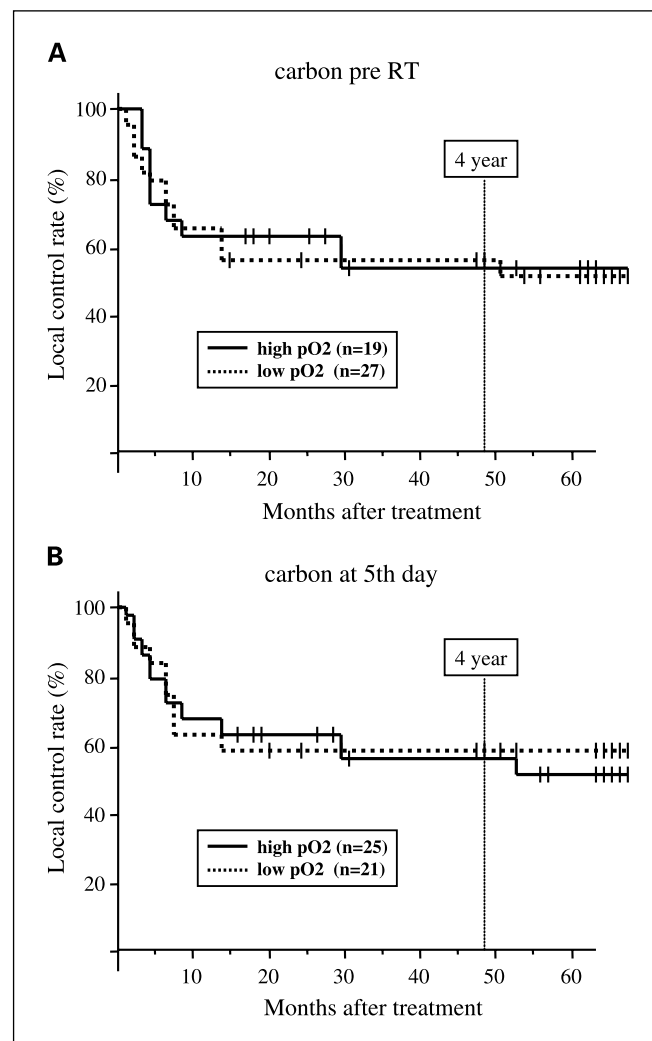 A
carbon pre RT
100
80
60
40
20
Local control rate (%)
4 year
high pO2 (n=19)
low pO2 (n=27)
10 20 30 40 50 60
Months after treatment
B
carbon at 5th day
100
80
60
40
20
Local control rate (%)
4 year
high pO2 (n=25)
low pO2 (n=21)
10 20 30 40 50 60
Months after treatment